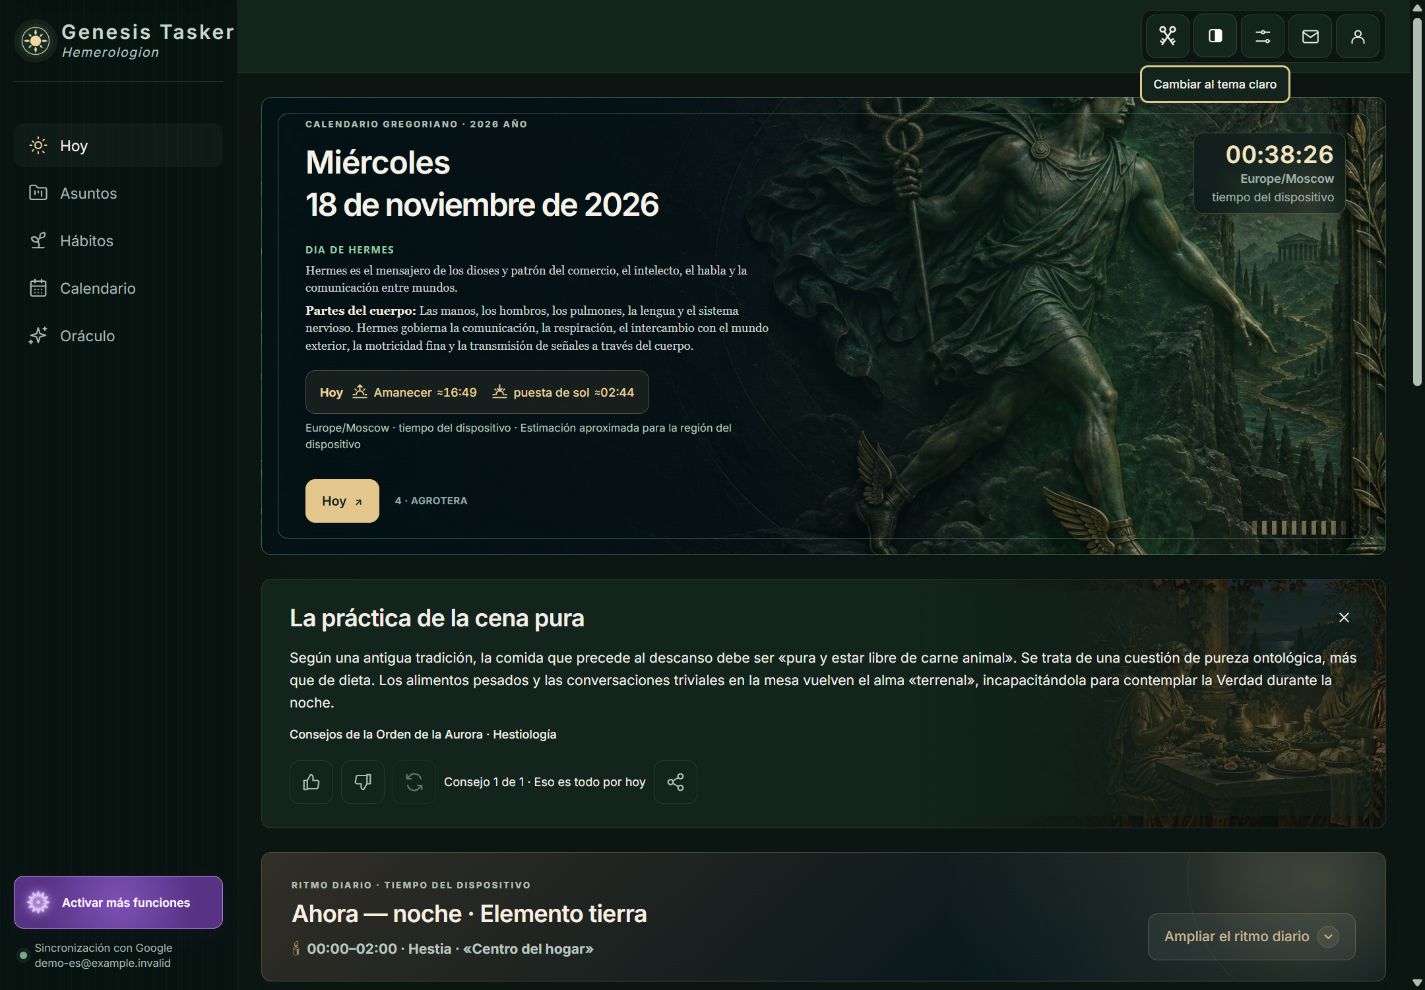 Genesis Tasker
Hemerologion
Hoy
Asuntos
Hábitos
Calendario
Oráculo
Activar más funciones
Sincronización con Google
demo-es@example.invalid
Cambiar al tema claro
CALENDARIO GREGORIANO · 2026 AÑO
Miércoles
18 de noviembre de 2026
00:38:26
Europe/Moscow
tiempo del dispositivo
DIA DE HERMES
Hermes es el mensajero de los dioses y patrón del comercio, el intelecto, el habla y la
comunicación entre mundos.
Partes del cuerpo: Las manos, los hombros, los pulmones, la lengua y el sistema
nervioso. Hermes gobierna la comunicación, la respiración, el intercambio con el mundo
exterior, la motricidad fina y la transmisión de señales a través del cuerpo.
Hoy Amanecer ≈16:49 puesta de sol ≈02:44
Europe/Moscow · tiempo del dispositivo · Estimación aproximada para la región del
dispositivo
Hoy ↗ 4 · AGROTERA
La práctica de la cena pura
Según una antigua tradición, la comida que precede al descanso debe ser «pura y estar libre de carne animal». Se trata de una cuestión de pureza ontológica, más
que de dieta. Los alimentos pesados y las conversaciones triviales en la mesa vuelven el alma «terrenal», incapacitándola para contemplar la Verdad durante la
noche.
Consejos de la Orden de la Aurora · Hestiología
Consejo 1 de 1 · Eso es todo por hoy
RITMO DIARIO · TIEMPO DEL DISPOSITIVO
Ahora — noche · Elemento tierra
00:00–02:00 · Hestia · «Centro del hogar»
Ampliar el ritmo diario